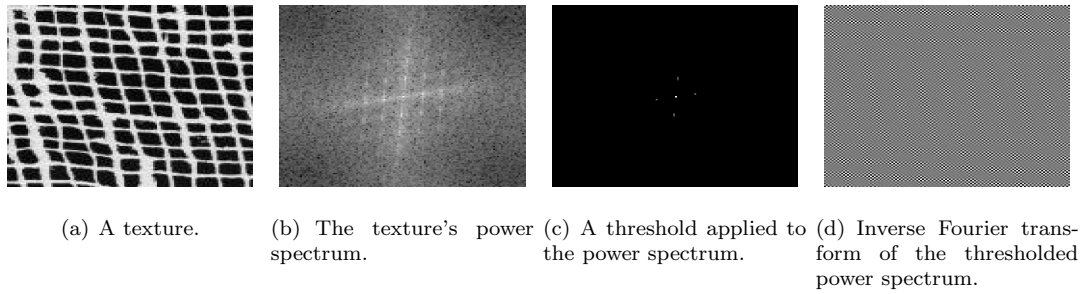 (a) A texture.
(b) The texture's power
spectrum.
(c) A threshold applied to
the power spectrum.
(d) Inverse Fourier trans-
form of the thresholded
power spectrum.